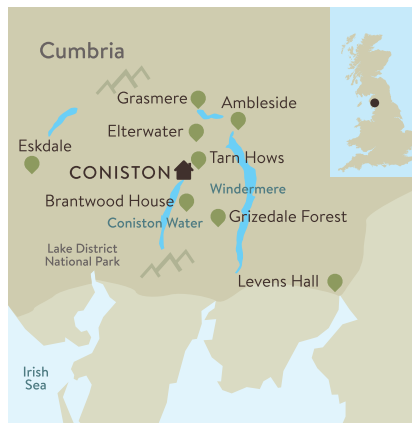 Cumbria
Grasmere
Ambleside
Elterwater
Eskdale
Tarn Hows
CONISTON
Windermere
Brantwood House
Grizedale Forest
Coniston Water
Lake District
National Park
Levens Hall
Irish
Sea